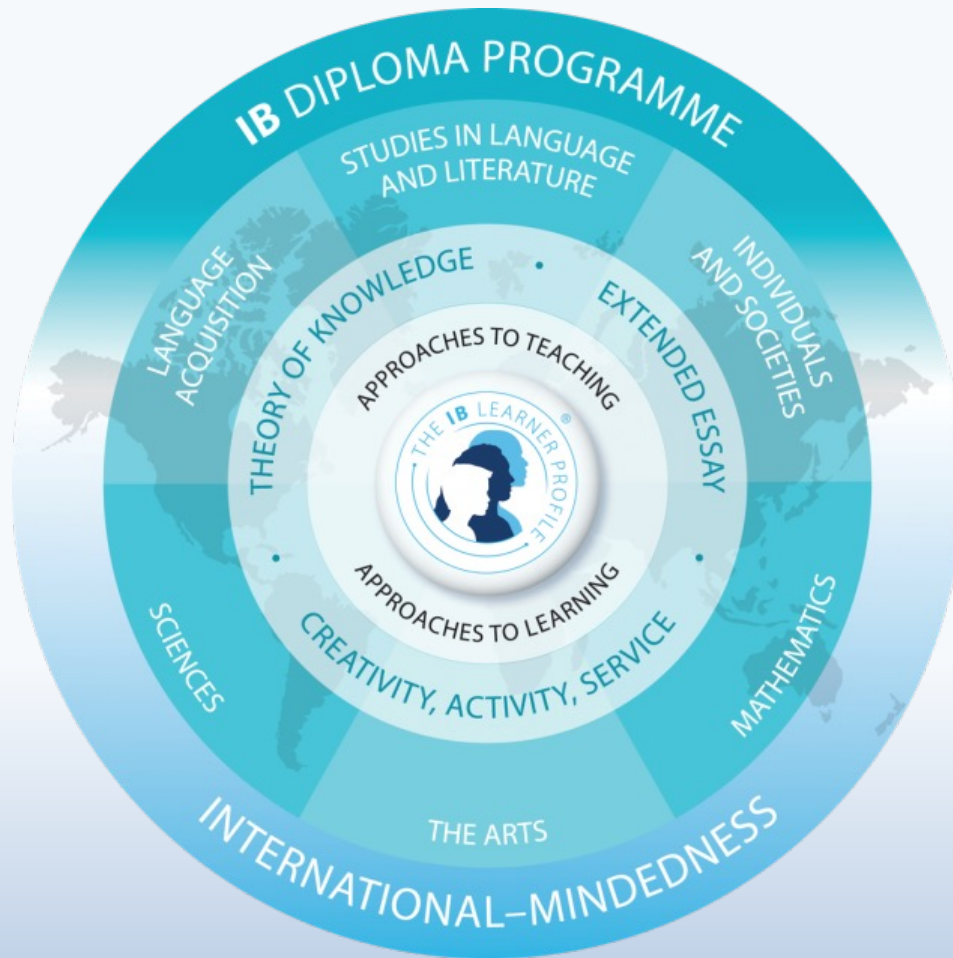 IB DIPLOMA PROGRAMME
STUDIES IN LANGUAGE
AND LITERATURE
LANGUAGE
ACQUISITION
INDIVIDUALS
AND SOCIETIES
THEORY OF KNOWLEDGE
•
EXTENDED ESSAY
•
APPROACHES TO TEACHING
• THE IB LEARNER PROFILE •
®
APPROACHES TO LEARNING
•
CREATIVITY, ACTIVITY, SERVICE
SCIENCES
MATHEMATICS
THE ARTS
INTERNATIONAL–MINDEDNESS